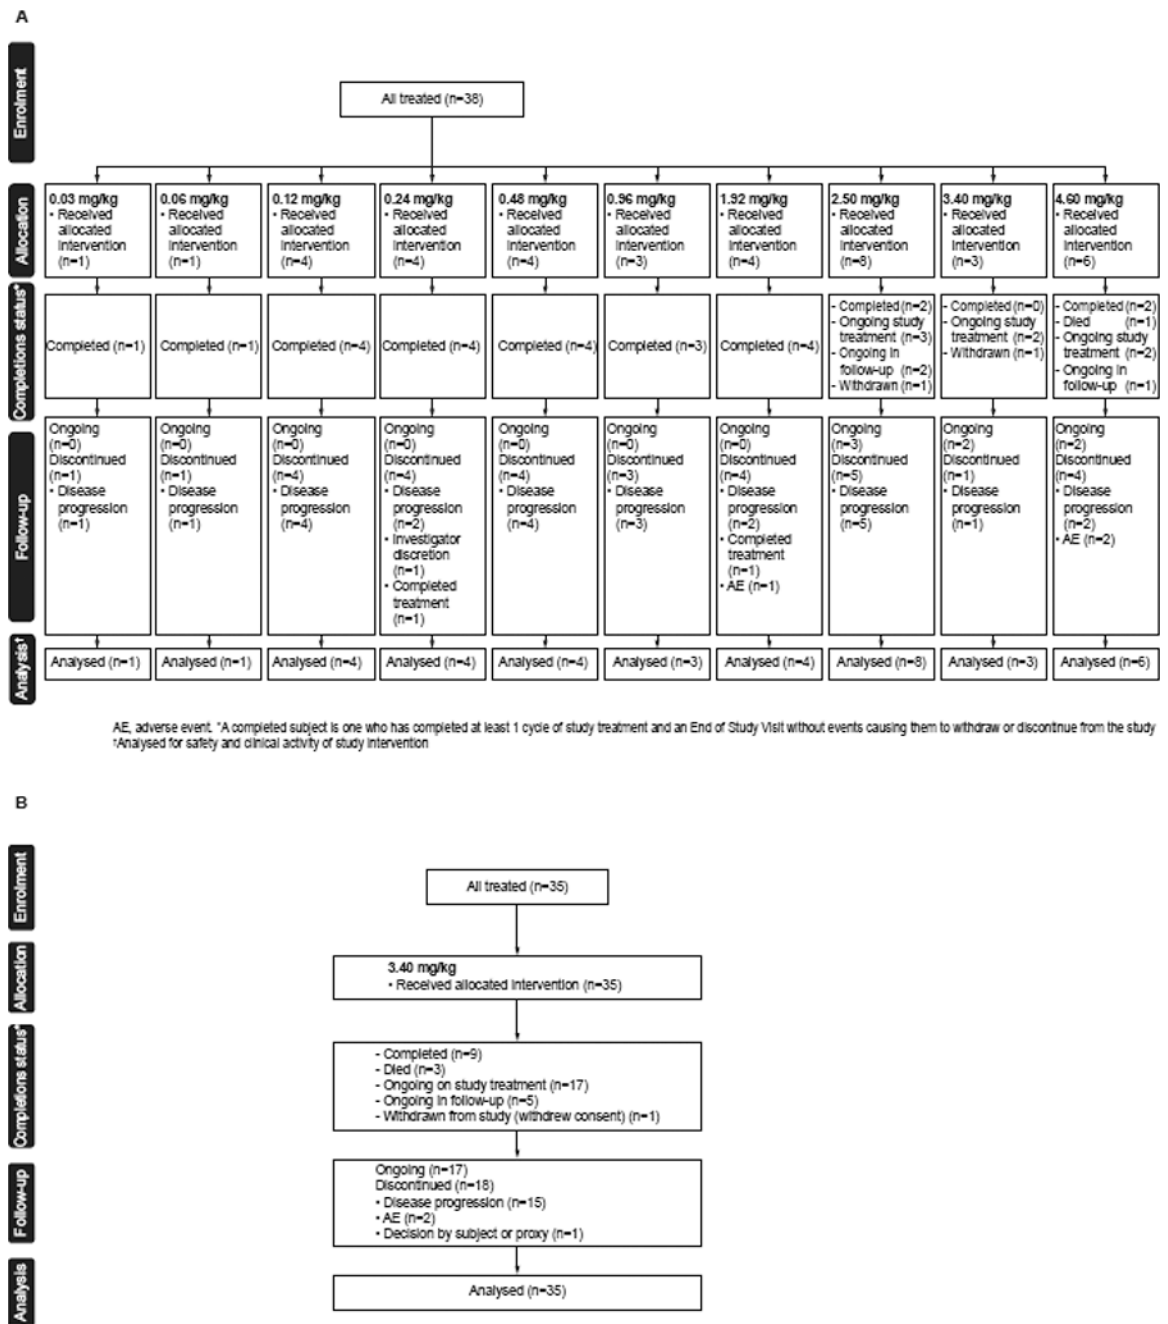 A
Enrolment
All treated (n=38)
Allocation
0.03 mg/kg
• Received
allocated
intervention
(n=1)
0.06 mg/kg
• Received
allocated
intervention
(n=1)
0.12 mg/kg
• Received
allocated
intervention
(n=4)
0.24 mg/kg
• Received
allocated
intervention
(n=4)
0.48 mg/kg
• Received
allocated
intervention
(n=4)
0.96 mg/kg
• Received
allocated
intervention
(n=3)
1.92 mg/kg
• Received
allocated
intervention
(n=4)
2.50 mg/kg
• Received
allocated
intervention
(n=8)
3.40 mg/kg
• Received
allocated
intervention
(n=3)
4.60 mg/kg
• Received
allocated
intervention
(n=6)
Completions status*
Completed (n=1)
Completed (n=1)
Completed (n=4)
Completed (n=4)
Completed (n=4)
Completed (n=3)
Completed (n=4)
- Completed (n=2)
- Ongoing study
treatment (n=3)
- Ongoing in
follow-up (n=2)
- Withdrawn (n=1)
- Completed (n=0)
- Ongoing study
treatment (n=2)
- Withdrawn (n=1)
- Completed (n=2)
- Died (n=1)
- Ongoing study
treatment (n=2)
- Ongoing in
follow-up (n=1)
Follow-up
Ongoing
(n=0)
Discontinued
(n=1)
• Disease
progression
(n=1)
Ongoing
(n=0)
Discontinued
(n=1)
• Disease
progression
(n=1)
Ongoing
(n=0)
Discontinued
(n=4)
• Disease
progression
(n=4)
Ongoing
(n=0)
Discontinued
(n=4)
• Disease
progression
(n=2)
• Investigator
discretion
(n=1)
• Completed
treatment
(n=1)
Ongoing
(n=0)
Discontinued
(n=4)
• Disease
progression
(n=4)
Ongoing
(n=0)
Discontinued
(n=3)
• Disease
progression
(n=3)
Ongoing
(n=0)
Discontinued
(n=4)
• Disease
progression
(n=2)
• Completed
treatment
(n=1)
• AE (n=1)
Ongoing
(n=3)
Discontinued
(n=5)
• Disease
progression
(n=5)
Ongoing
(n=2)
Discontinued
(n=1)
• Disease
progression
(n=1)
Ongoing
(n=2)
Discontinued
(n=4)
• Disease
progression
(n=2)
• AE (n=2)
Analysis†
Analysed (n=1)
Analysed (n=1)
Analysed (n=4)
Analysed (n=4)
Analysed (n=4)
Analysed (n=3)
Analysed (n=4)
Analysed (n=8)
Analysed (n=3)
Analysed (n=6)
AE, adverse event. *A completed subject is one who has completed at least 1 cycle of study treatment and an End of Study Visit without events causing them to withdraw or discontinue from the study
†Analysed for safety and clinical activity of study intervention
B
Enrolment
All treated (n=35)
Allocation
3.40 mg/kg
• Received allocated intervention (n=35)
Completions status*
- Completed (n=9)
- Died (n=3)
- Ongoing on study treatment (n=17)
- Ongoing in follow-up (n=5)
- Withdrawn from study (withdrew consent) (n=1)
Follow-up
Ongoing (n=17)
Discontinued (n=18)
• Disease progression (n=15)
• AE (n=2)
• Decision by subject or proxy (n=1)
Analysis
Analysed (n=35)